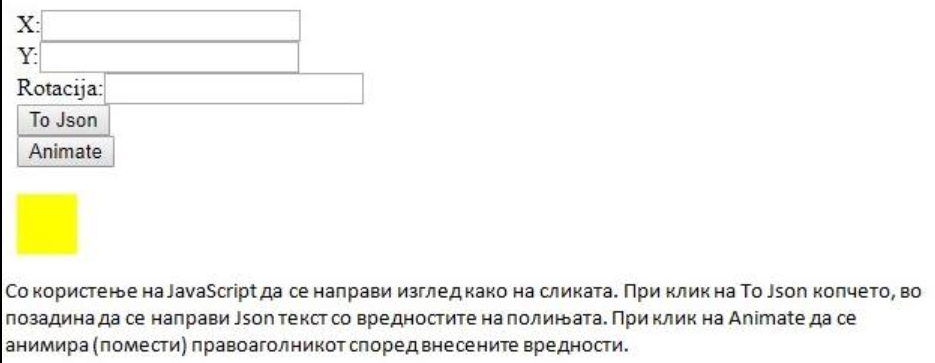 X:
Y:
Rotacija:
To Json
Animate
Со користење на JavaScript да се направи изглед како на сликата. При клик на To Json копчето, во
позадина да се направи Json текст со вредностите на полињата. При клик на Animate да се
анимира (помести) правоаголникот според внесените вредности.